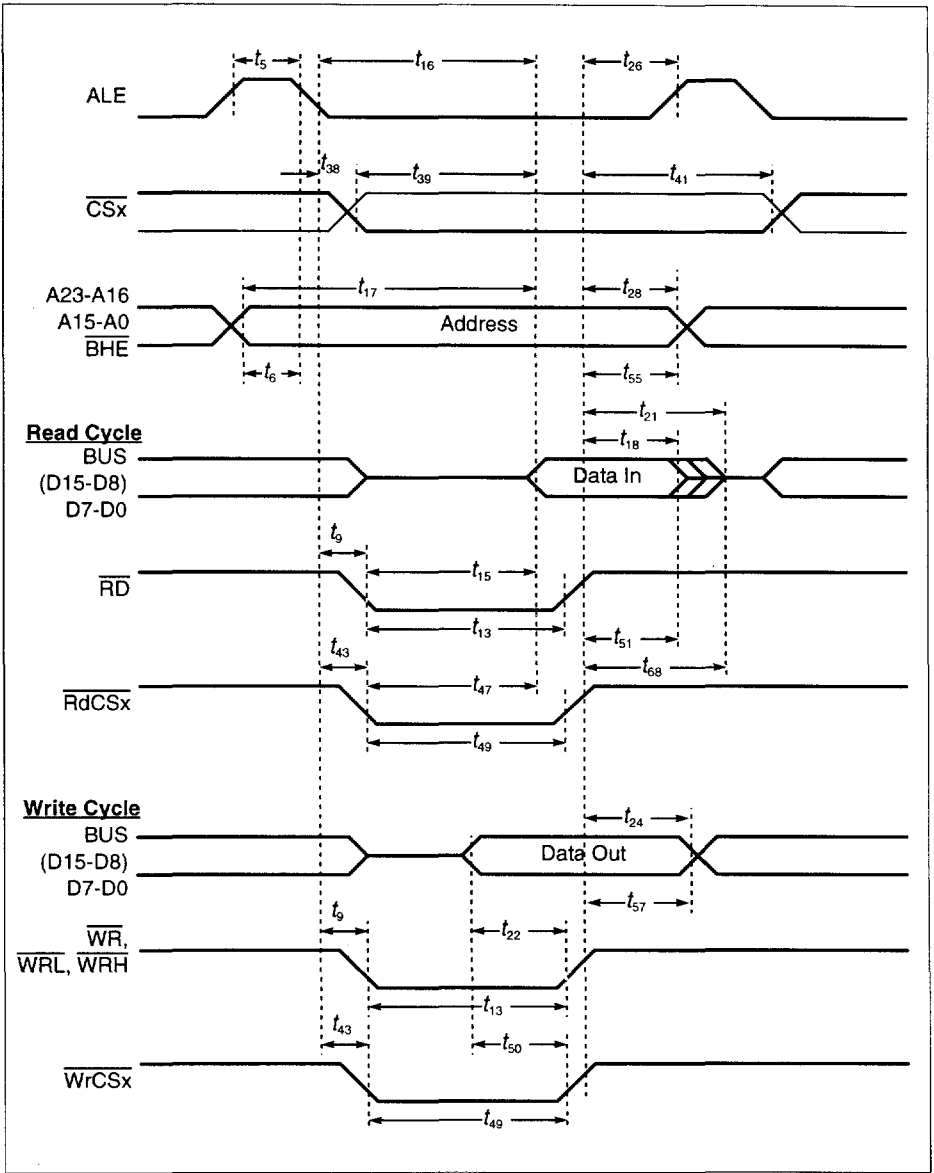 t5
t16
t26
ALE
t38
t39
t41
CSx
t17
t28
A23-A16
A15-A0
BHE
Address
t6
t55
t21
Read Cycle
t18
BUS
(D15-D8)
D7-D0
Data In
t9
t15
RD
t13
t51
t43
t68
t47
RdCSx
t49
Write Cycle
t24
BUS
(D15-D8)
D7-D0
Data Out
t57
t9
t22
WR,
WRL, WRH
t13
t43
t50
WrCSx
t49